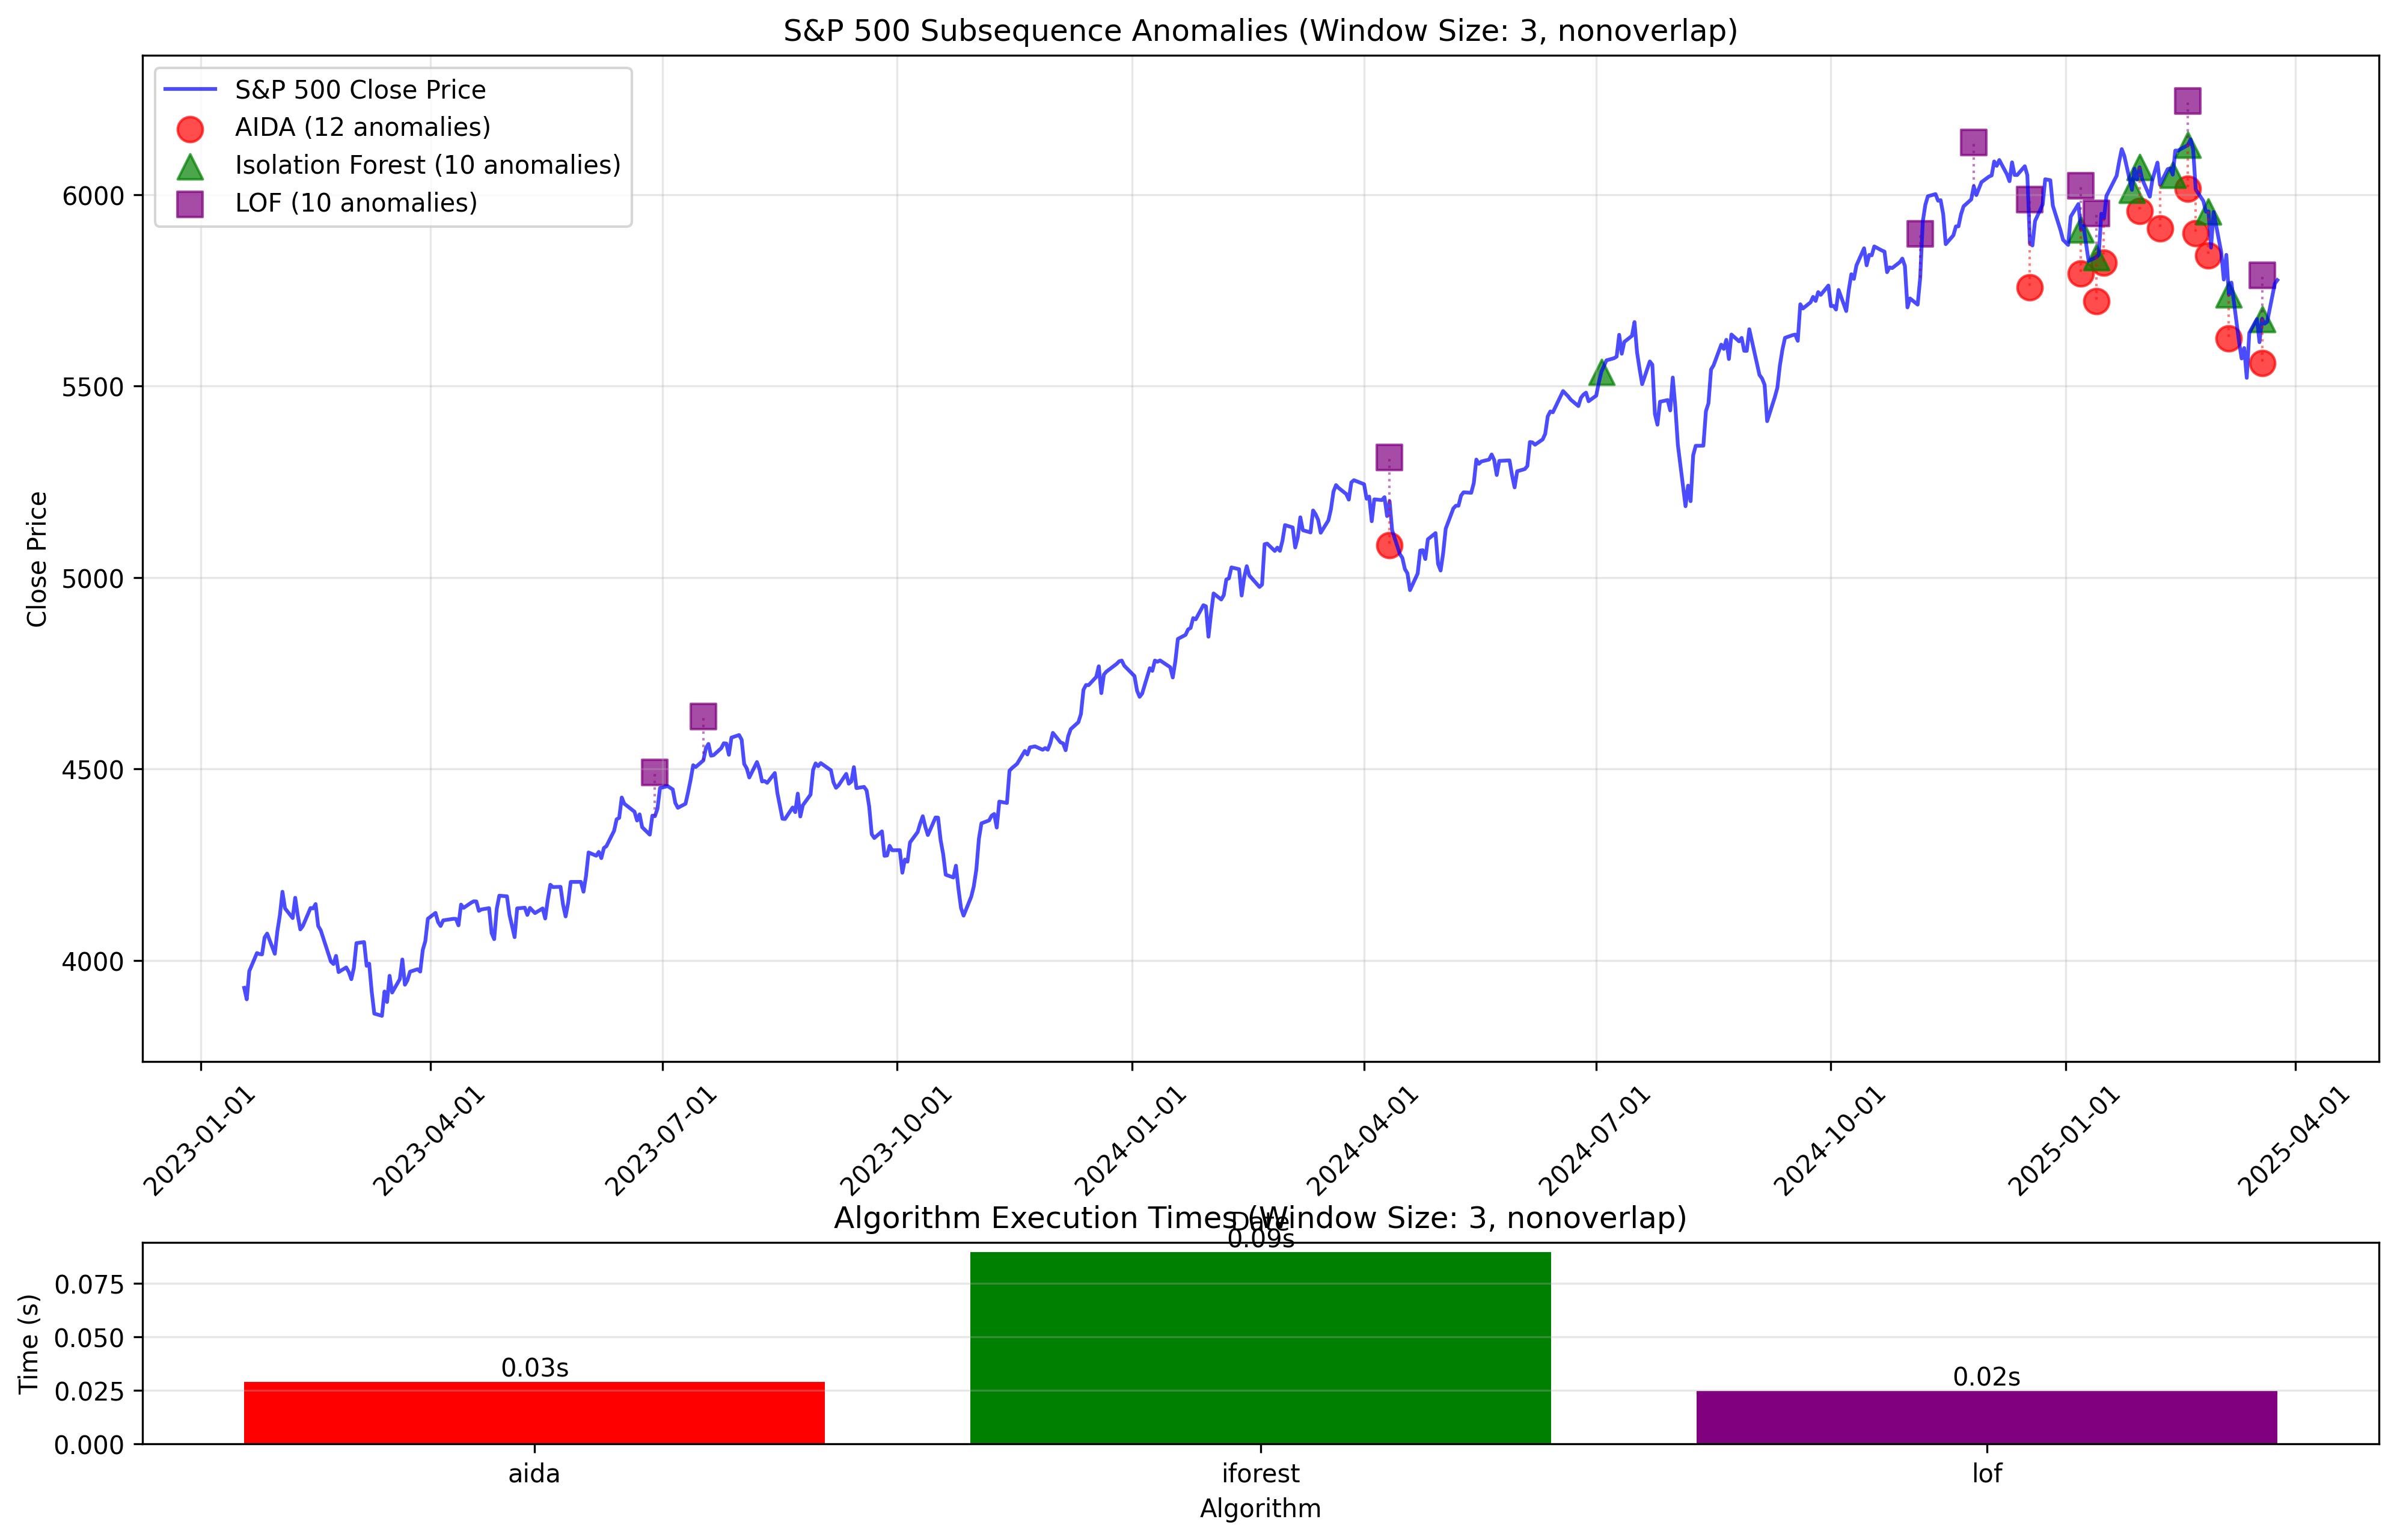 S&P 500 Subsequence Anomalies (Window Size: 3, nonoverlap)
S&P 500 Close Price
AIDA (12 anomalies)
Isolation Forest (10 anomalies)
LOF (10 anomalies)
Close Price
6000
5500
5000
4500
4000
2023-01-01
2023-04-01
2023-07-01
2023-10-01
2024-01-01
2024-04-01
2024-07-01
2024-10-01
2025-01-01
2025-04-01
Date
Algorithm Execution Times (Window Size: 3, nonoverlap)
Time (s)
0.075
0.050
0.025
0.000
0.03s
0.09s
0.02s
aida
iforest
lof
Algorithm